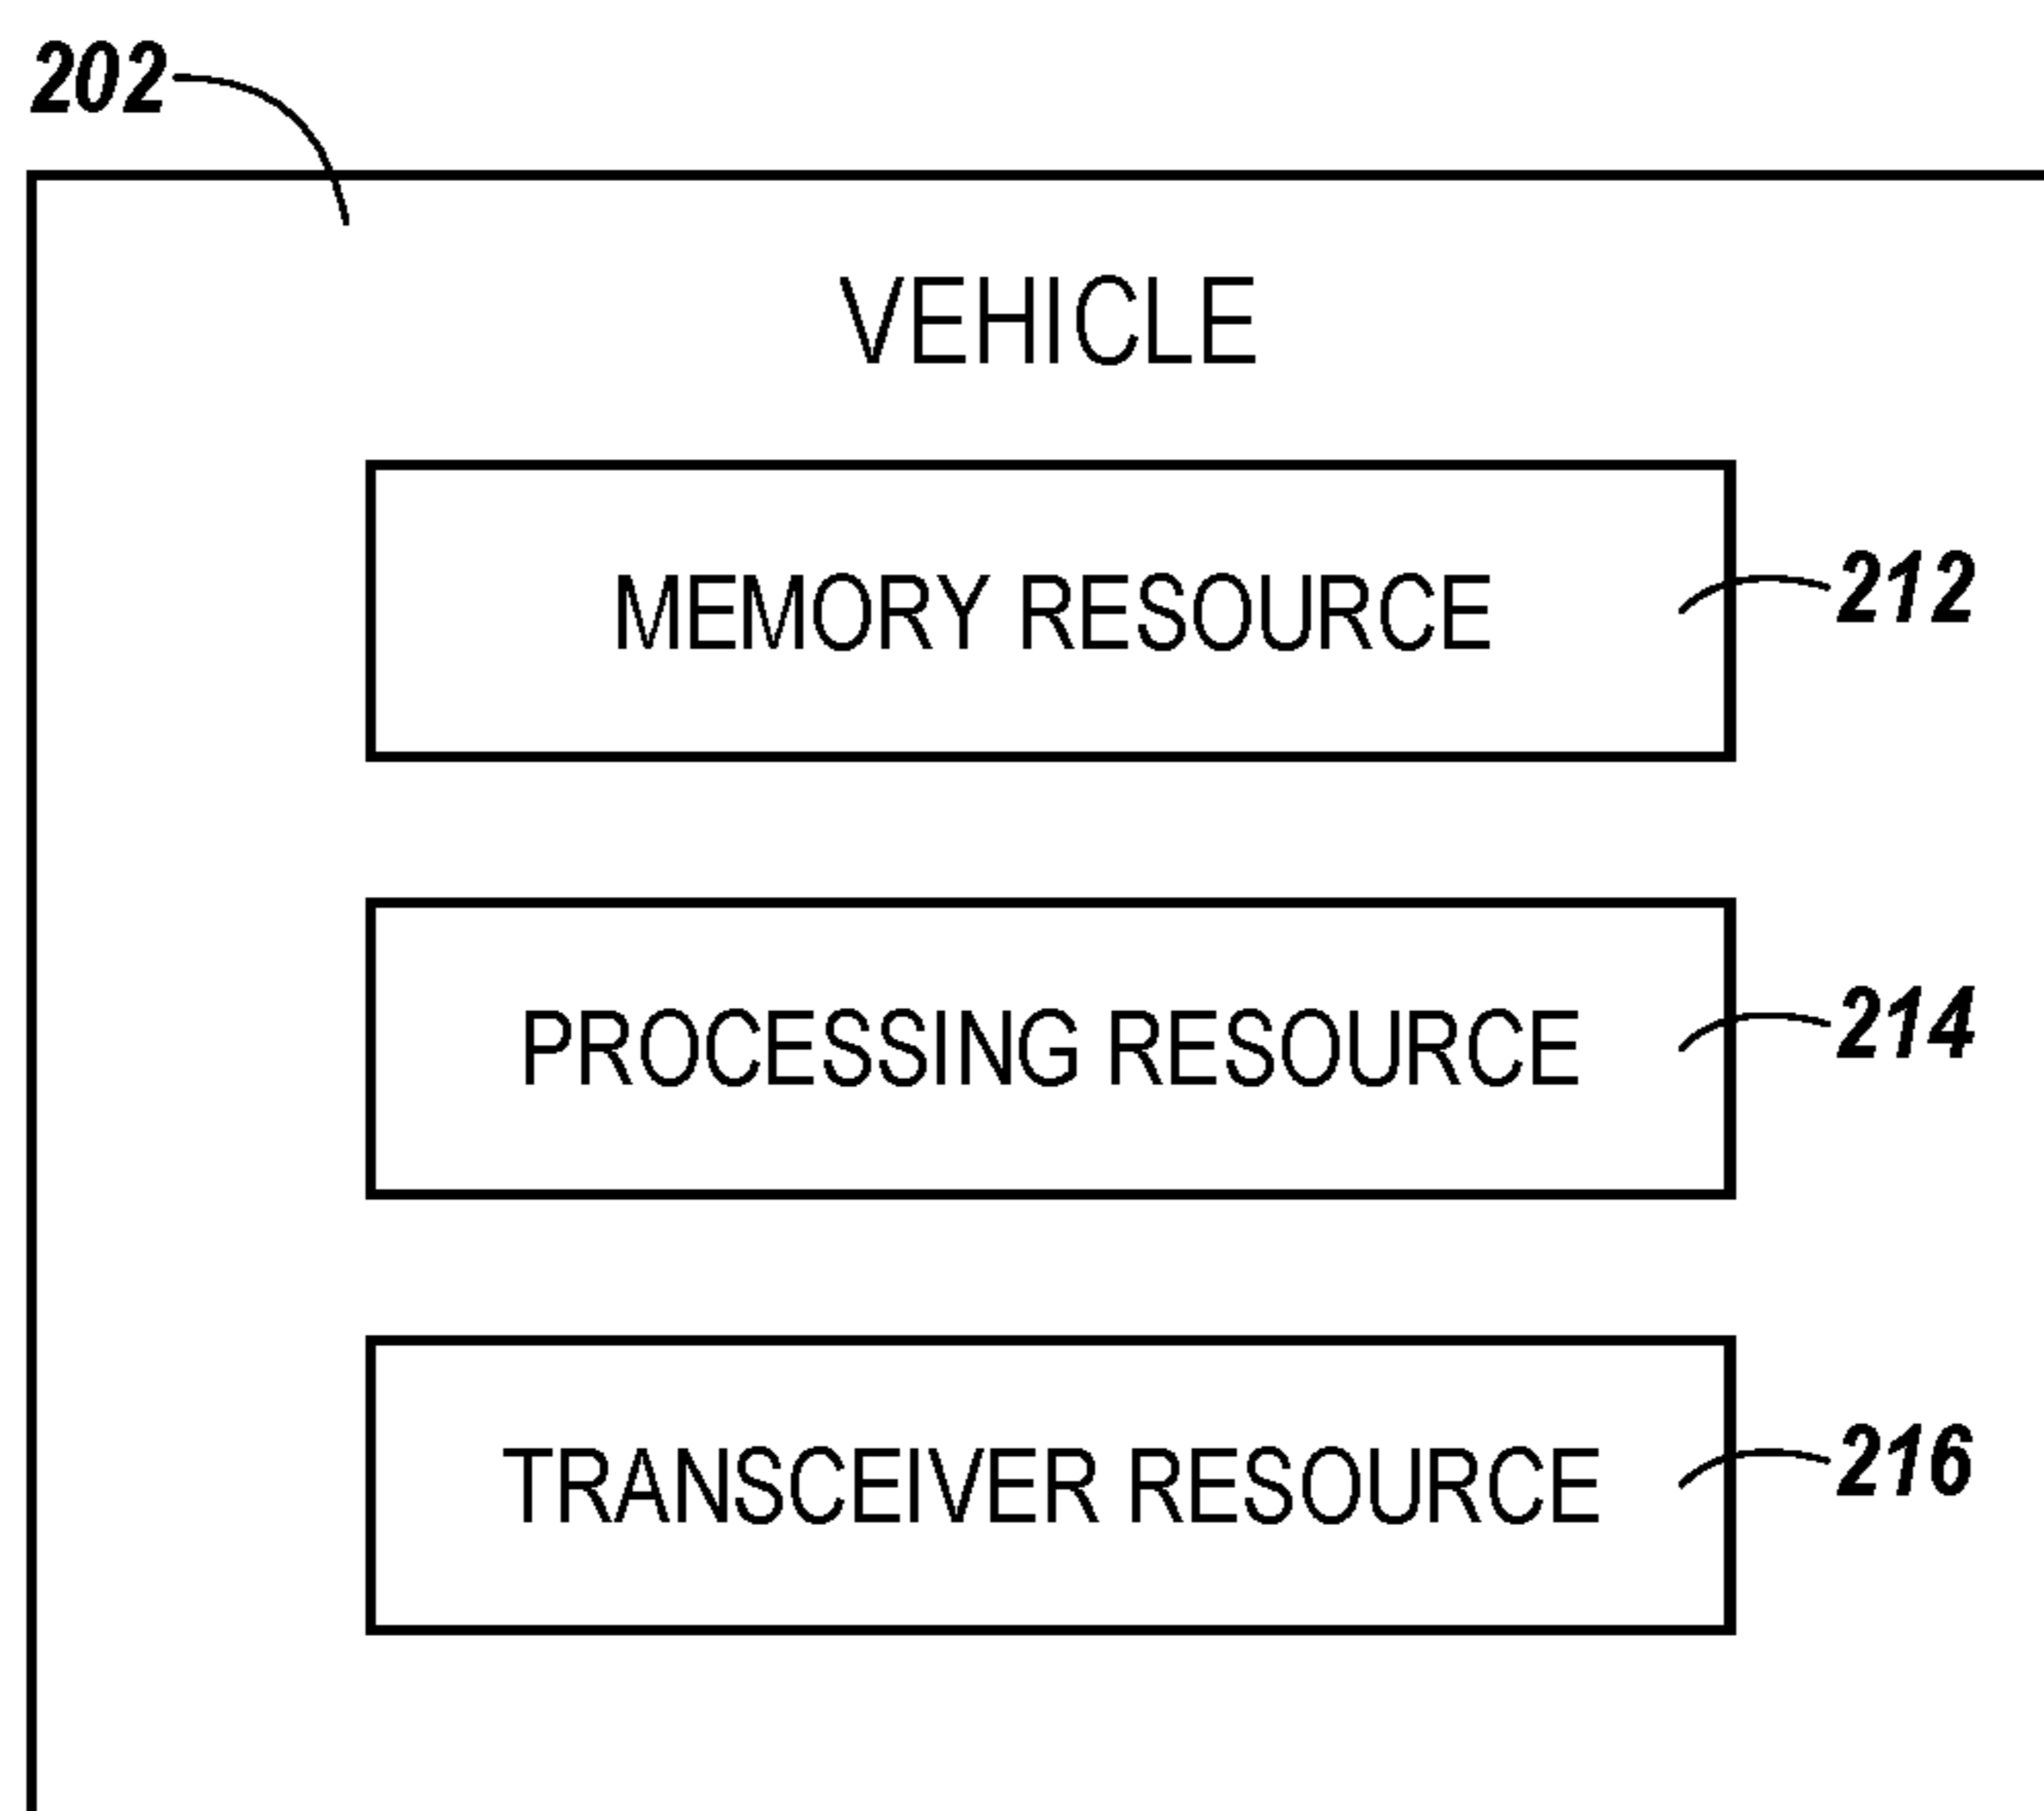 202
VEHICLE
MEMORY RESOURCE
212
PROCESSING RESOURCE
214
TRANSCEIVER RESOURCE
216